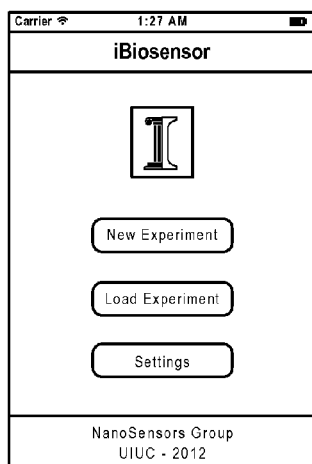 Carrier 1:27 AM
iBiosensor
I
New Experiment
Load Experiment
Settings
NanoSensors Group
UIUC - 2012